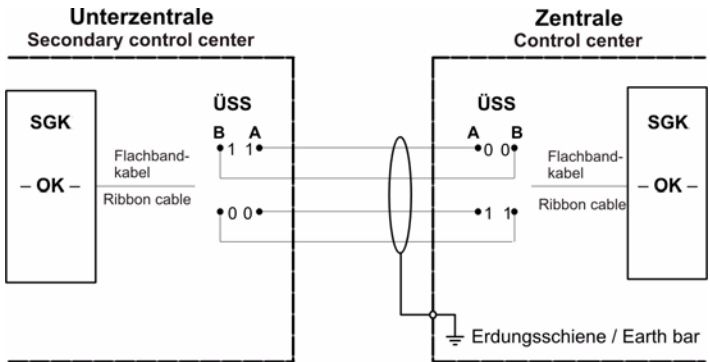 Unterzentrale
Secondary control center
Zentrale
Control center
SGK
– OK –
Flachband-
kabel
Ribbon cable
ÜSS
B A
1 1
0 0
ÜSS
A B
0 0
1 1
Flachband-
kabel
Ribbon cable
SGK
– OK –
Erdungsschiene / Earth bar